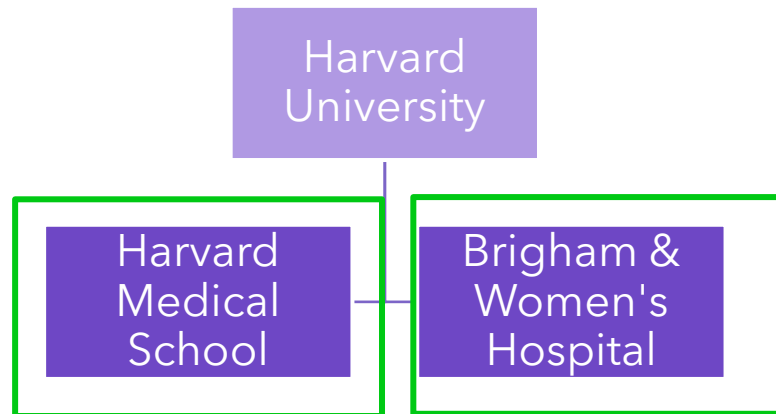 Harvard
University
Harvard
Medical
School
Brigham &
Women's
Hospital